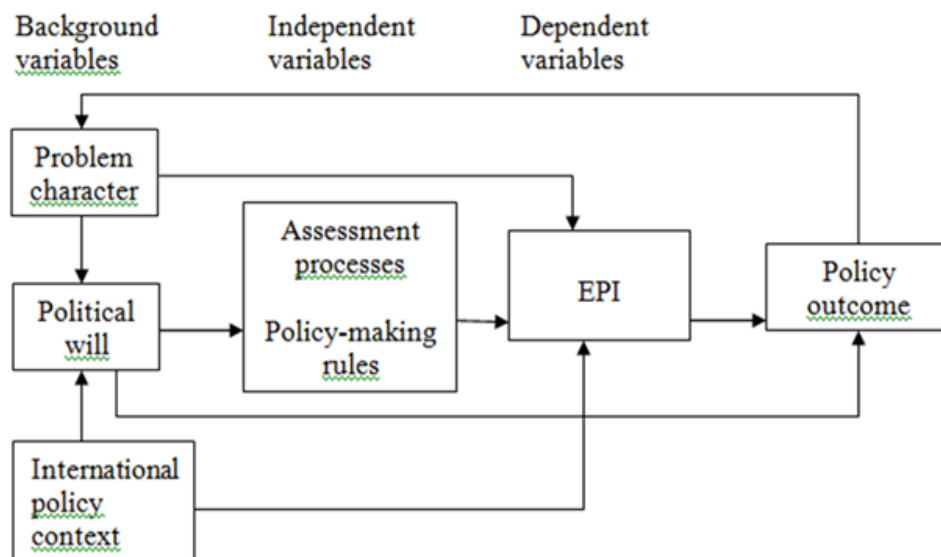 Background
variables
Independent
variables
Dependent
variables
Problem
character
Assessment
processes
Policy-making
rules
EPI
Policy
outcome
Political
will
International
policy
context